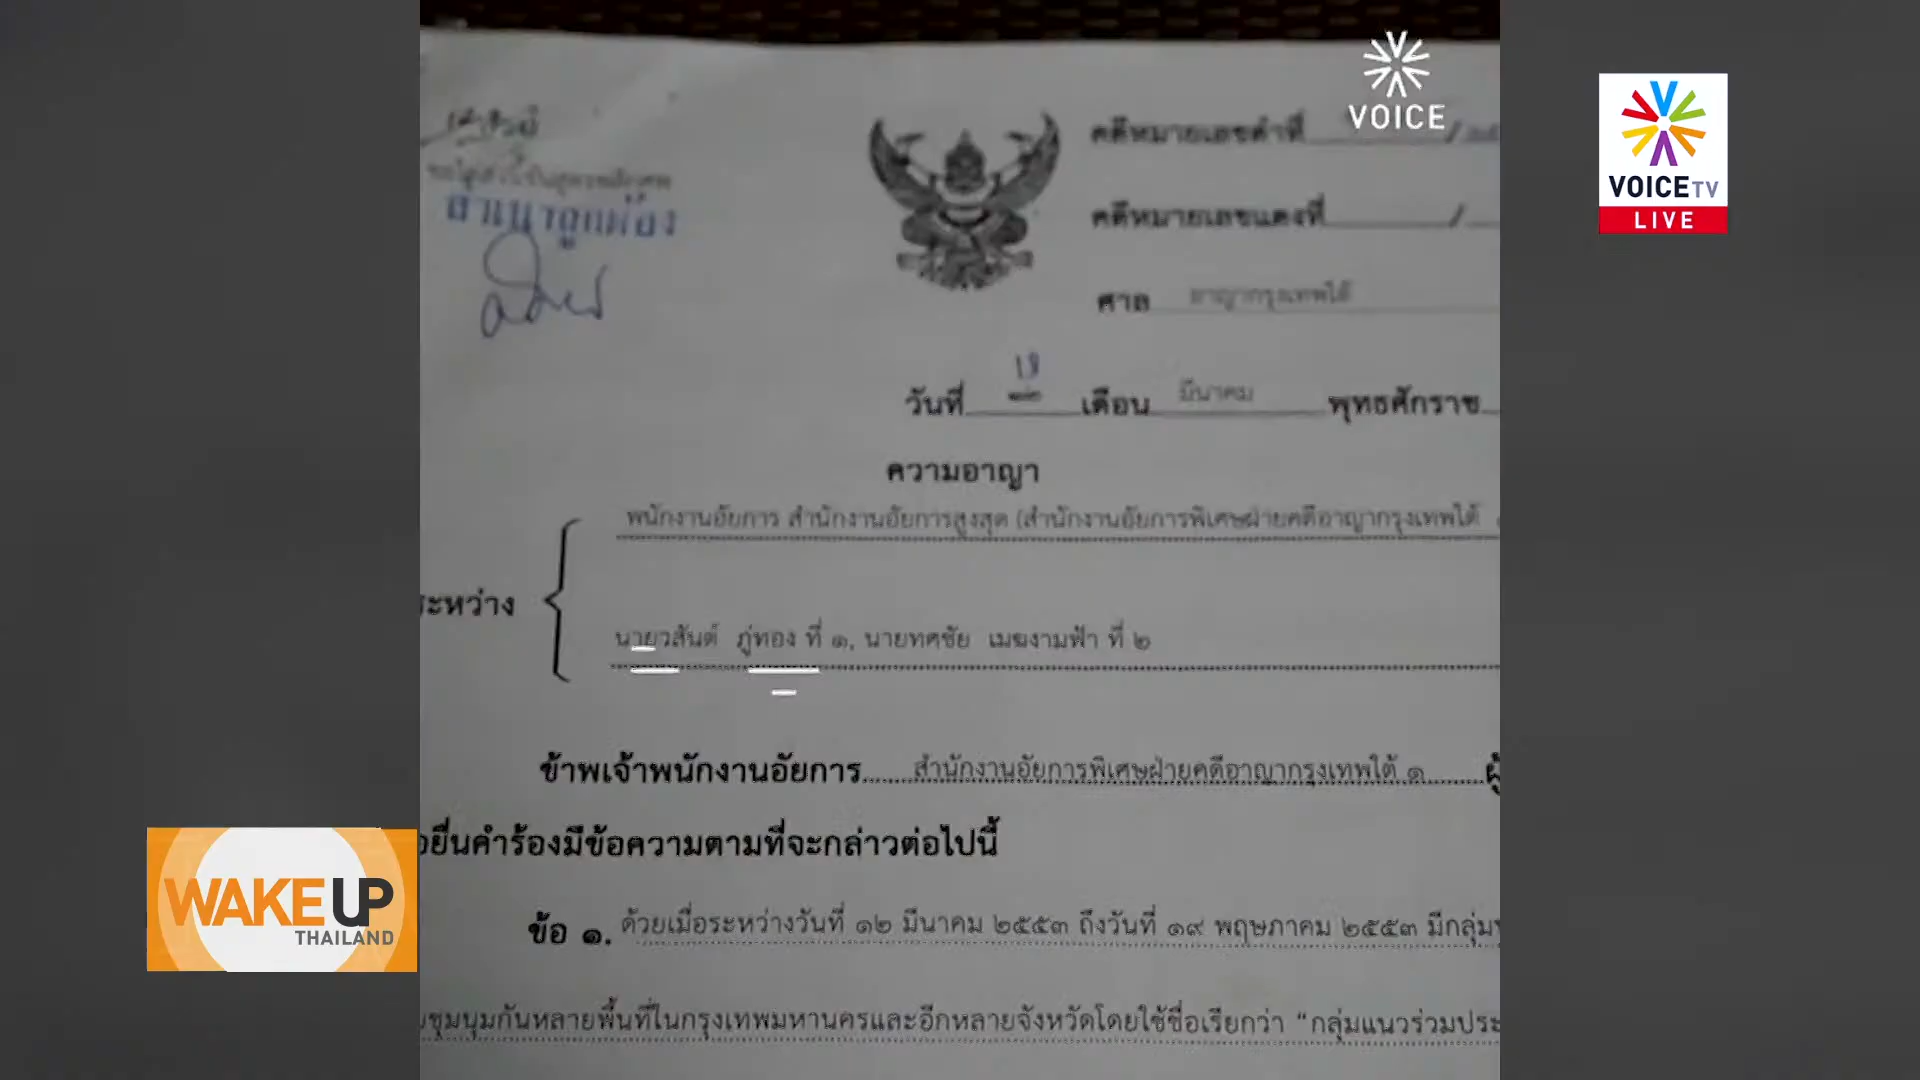 VOICE
VOICETV
LIVE
สำเนาถูกต้อง
คดีหมายเลขดำที่ /
คดีหมายเลขแดงที่ /
ศาล อาญากรุงเทพใต้
วันที่ เดือน มีนาคม พุทธศักราช
ความอาญา
พนักงานอัยการ สำนักงานอัยการสูงสุด (สำนักงานอัยการพิเศษฝ่ายคดีอาญากรุงเทพใต้
ระหว่าง
นายวสันต์ ภู่ทอง ที่ ๑, นายทศชัย เมฆงามฟ้า ที่ ๒
ข้าพเจ้าพนักงานอัยการ สำนักงานอัยการพิเศษฝ่ายคดีอาญากรุงเทพใต้ ๑
ยื่นคำร้องมีข้อความตามที่จะกล่าวต่อไปนี้
ข้อ ๑. ด้วยเมื่อระหว่างวันที่ ๑๒ มีนาคม ๒๕๕๓ ถึงวันที่ ๑๙ พฤษภาคม ๒๕๕๓ มีกลุ่ม
ชุมนุมกันหลายพื้นที่ในกรุงเทพมหานครและอีกหลายจังหวัดโดยใช้ชื่อเรียกว่า "กลุ่มแนวร่วมประ
WAKE UP
THAILAND